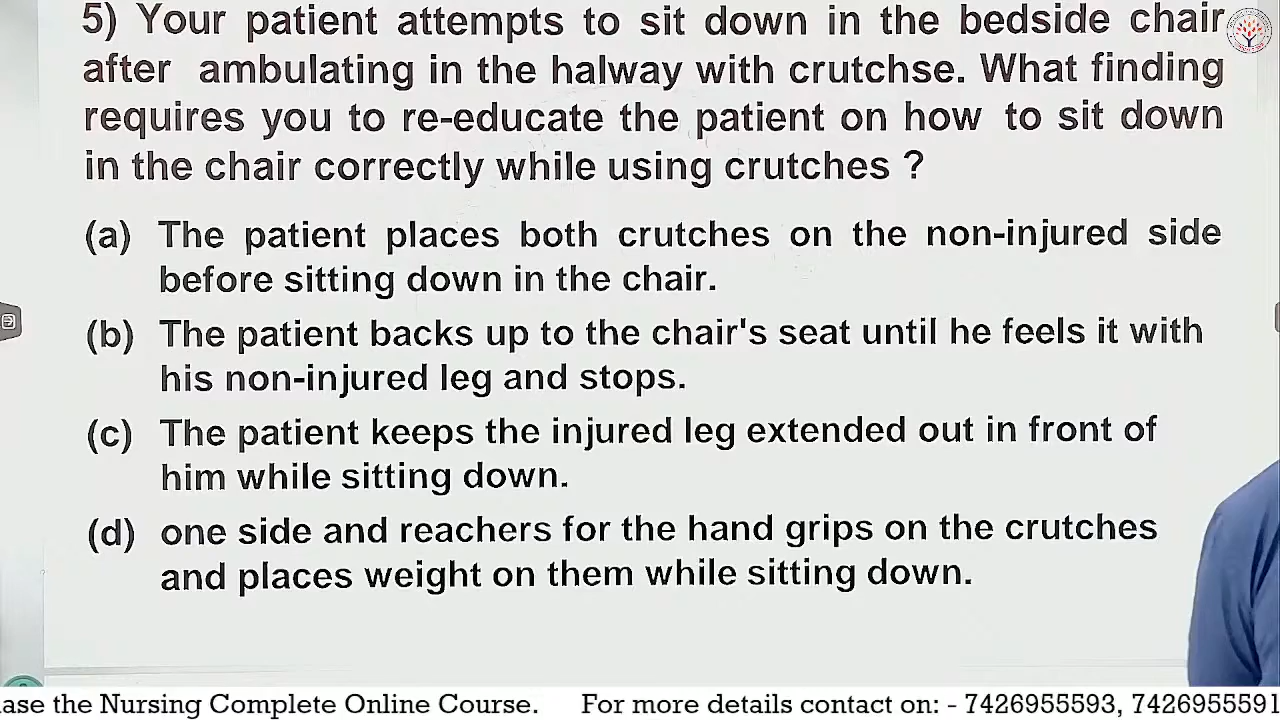 5) Your patient attempts to sit down in the bedside chair
after ambulating in the halway with crutchse. What finding
requires you to re-educate the patient on how to sit down
in the chair correctly while using crutches ?
(a) The patient places both crutches on the non-injured side
before sitting down in the chair.
(b) The patient backs up to the chair's seat until he feels it with
his non-injured leg and stops.
(c) The patient keeps the injured leg extended out in front of
him while sitting down.
(d) one side and reachers for the hand grips on the crutches
and places weight on them while sitting down.
ase the Nursing Complete Online Course. For more details contact on: - 7426955593, 7426955591